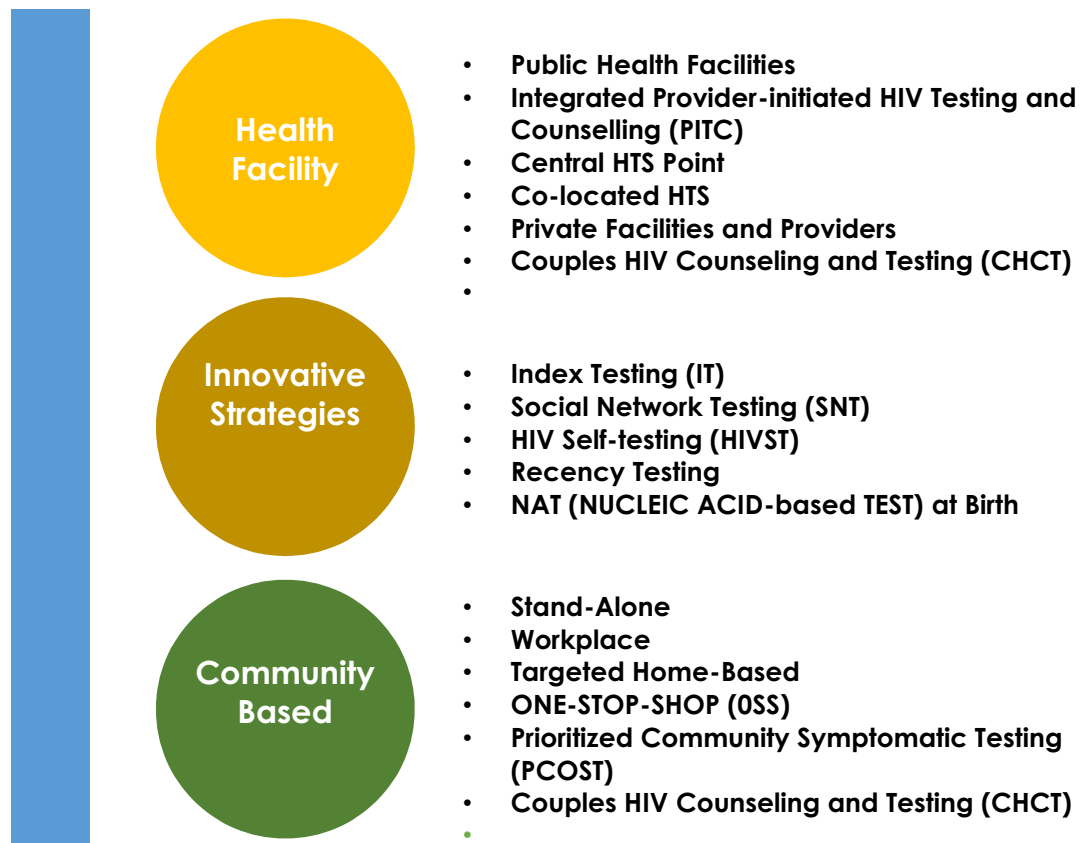 Health
Facility
• Public Health Facilities
• Integrated Provider-initiated HIV Testing and
Counselling (PITC)
• Central HTS Point
• Co-located HTS
• Private Facilities and Providers
• Couples HIV Counseling and Testing (CHCT)
•
Innovative
Strategies
• Index Testing (IT)
• Social Network Testing (SNT)
• HIV Self-testing (HIVST)
• Recency Testing
• NAT (NUCLEIC ACID-based TEST) at Birth
Community
Based
• Stand-Alone
• Workplace
• Targeted Home-Based
• ONE-STOP-SHOP (0SS)
• Prioritized Community Symptomatic Testing
(PCOST)
• Couples HIV Counseling and Testing (CHCT)
•